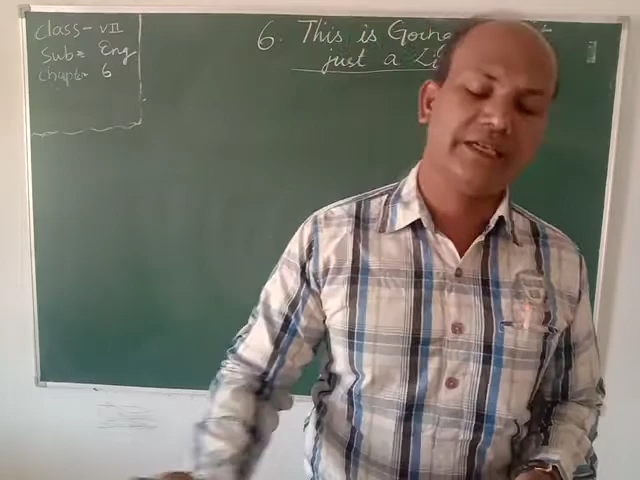 Class- VII
Sub= Eng
Chapter 6
6. This is Going
just a